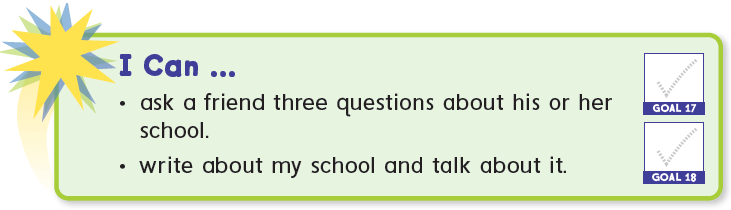 I Can ...
• ask a friend three questions about his or her
school.
GOAL 17
• write about my school and talk about it.
GOAL 18